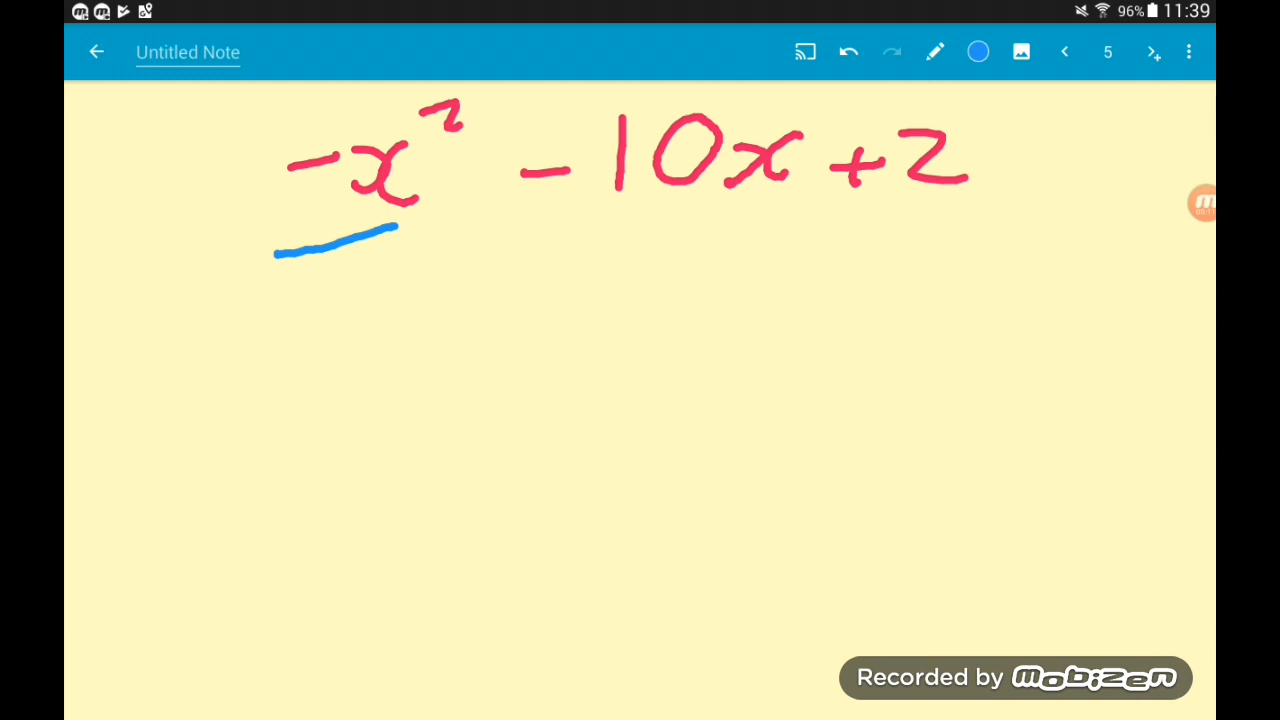 96% 11:39
Untitled Note 5
-x² - 10x + 2
Recorded by mobizen